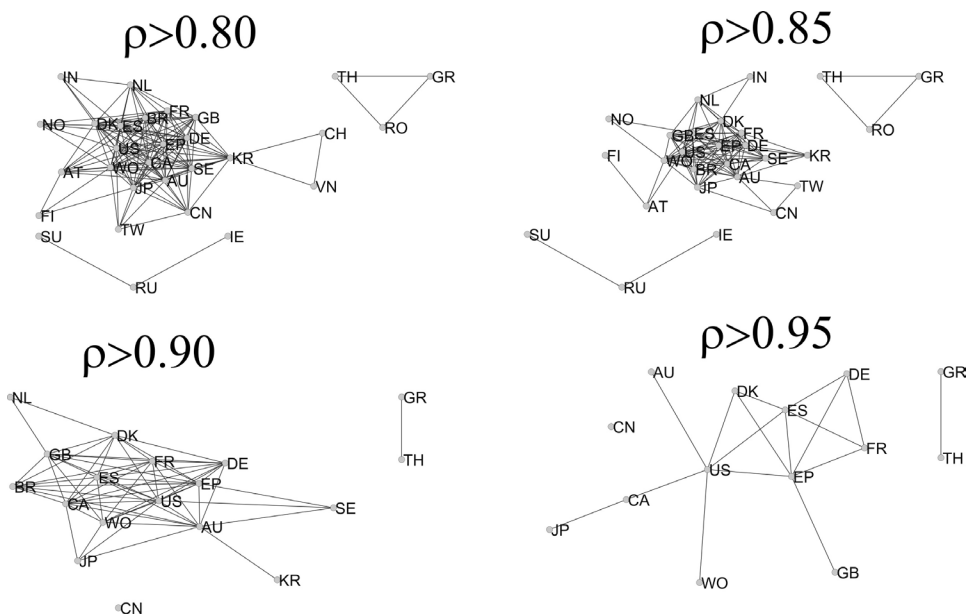 ρ>0.80
IN
NL
TH
GR
FR
NO
DK
ES
BR
GB
RO
CH
US
EP
DE
KR
AT
WO
CA
SE
JP
AU
VN
FI
TW
CN
SU
IE
RU
ρ>0.85
IN
TH
GR
NL
NO
DK
RO
GB
ES
FR
FI
US
EP
DE
KR
WO
BR
CA
SE
JP
AU
TW
AT
CN
SU
IE
RU
ρ>0.90
NL
GR
DK
GB
FR
DE
TH
BR
ES
EP
CA
US
SE
WO
AU
JP
KR
CN
ρ>0.95
AU
DE
GR
DK
ES
CN
FR
TH
US
EP
CA
JP
WO
GB